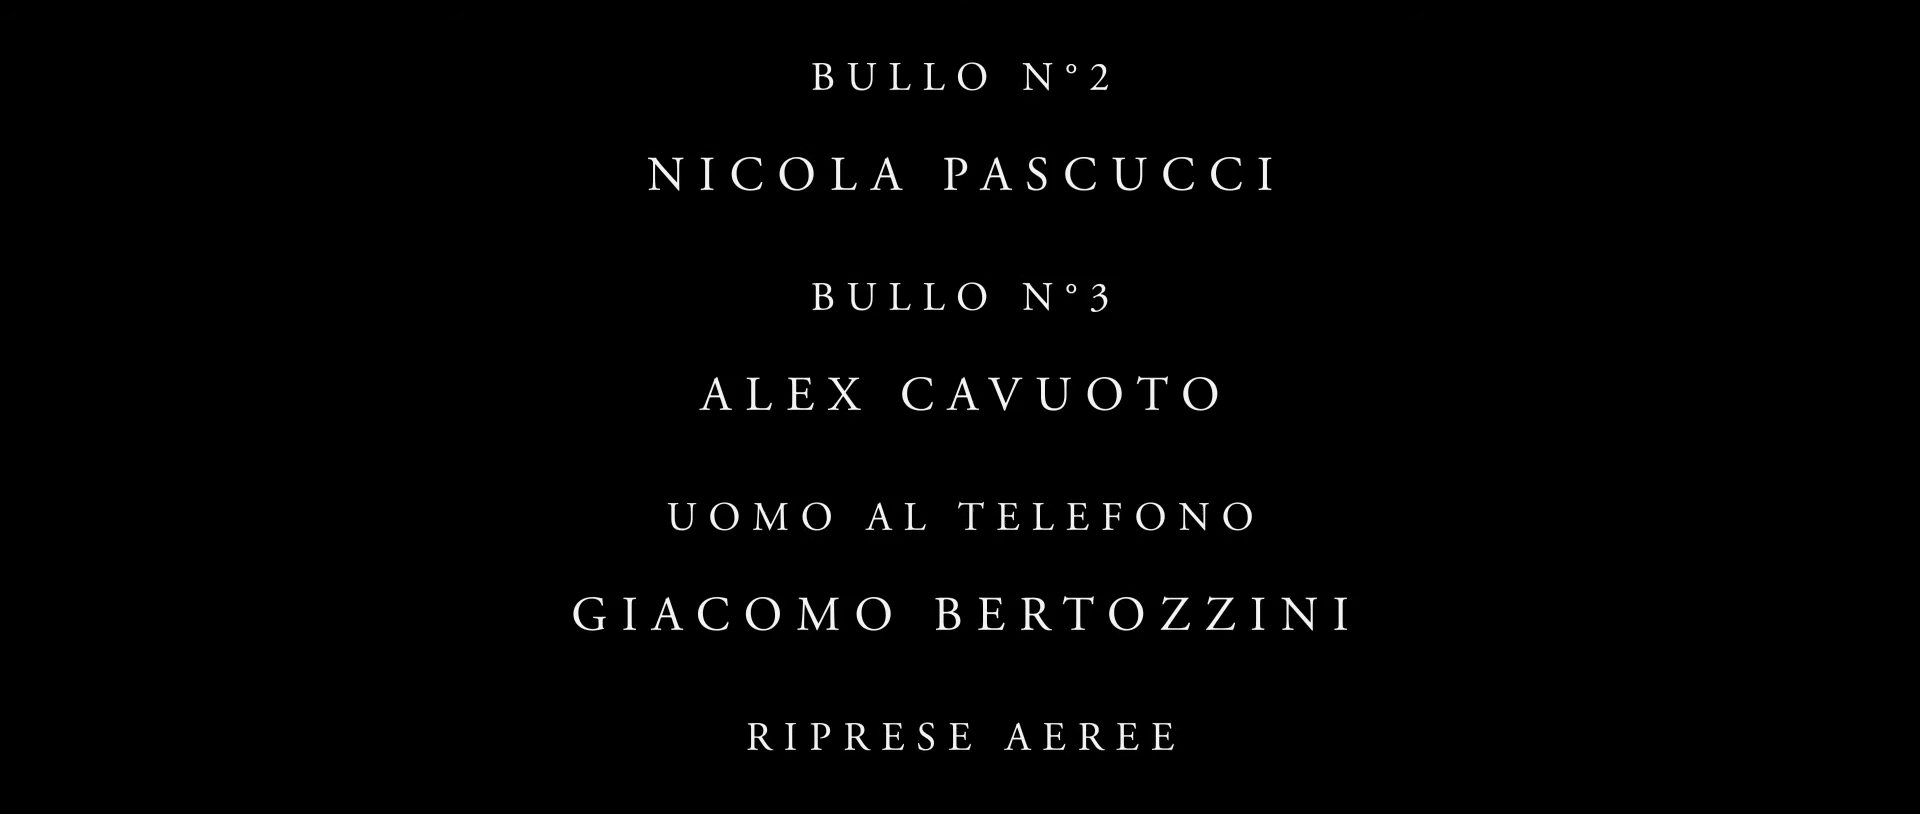 BULLO N°2
NICOLA PASCUCCI
BULLO N°3
ALEX CAVUOTO
UOMO AL TELEFONO
GIACOMO BERTOZZINI
RIPRESE AEREE